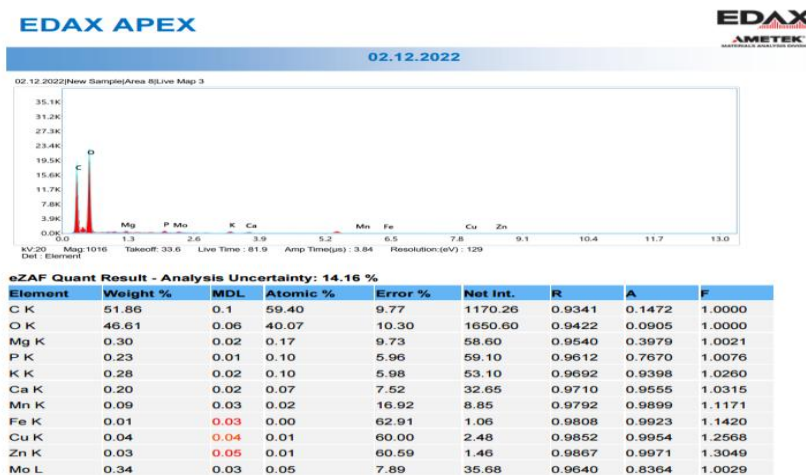 EDAX APEX
EDAX
AMETEK
MATERIALS ANALYSIS DIVISION
02.12.2022
02.12.2022|New Sample|Area 8|Live Map 3
35.1K
31.2K
27.3K
23.4K
19.5K
15.6K
11.7K
7.8K
3.9K
0.0K
C O Mg P Mo K Ca Mn Fe Cu Zn
0.0 1.3 2.6 3.9 5.2 6.5 7.8 9.1 10.4 11.7 13.0
kV:20 Mag:1016 Takeoff: 33.6 Live Time : 81.9 Amp Time(µs) : 3.84 Resolution:(eV) : 129
Det : Element
eZAF Quant Result - Analysis Uncertainty: 14.16 %
Element Weight % MDL Atomic % Error % Net Int. R A F
C K 51.86 0.1 59.40 9.77 1170.26 0.9341 0.1472 1.0000
O K 46.61 0.06 40.07 10.30 1650.60 0.9422 0.0905 1.0000
Mg K 0.30 0.02 0.17 9.73 58.60 0.9540 0.3979 1.0021
P K 0.23 0.01 0.10 5.96 59.10 0.9612 0.7670 1.0076
K K 0.28 0.02 0.10 5.98 53.10 0.9692 0.9398 1.0260
Ca K 0.20 0.02 0.07 7.52 32.65 0.9710 0.9555 1.0315
Mn K 0.09 0.03 0.02 16.92 8.85 0.9792 0.9899 1.1171
Fe K 0.01 0.03 0.00 62.91 1.06 0.9808 0.9923 1.1420
Cu K 0.04 0.04 0.01 60.00 2.48 0.9852 0.9954 1.2568
Zn K 0.03 0.05 0.01 60.59 1.46 0.9867 0.9971 1.3049
Mo L 0.34 0.03 0.05 7.89 35.68 0.9640 0.8364 1.0029